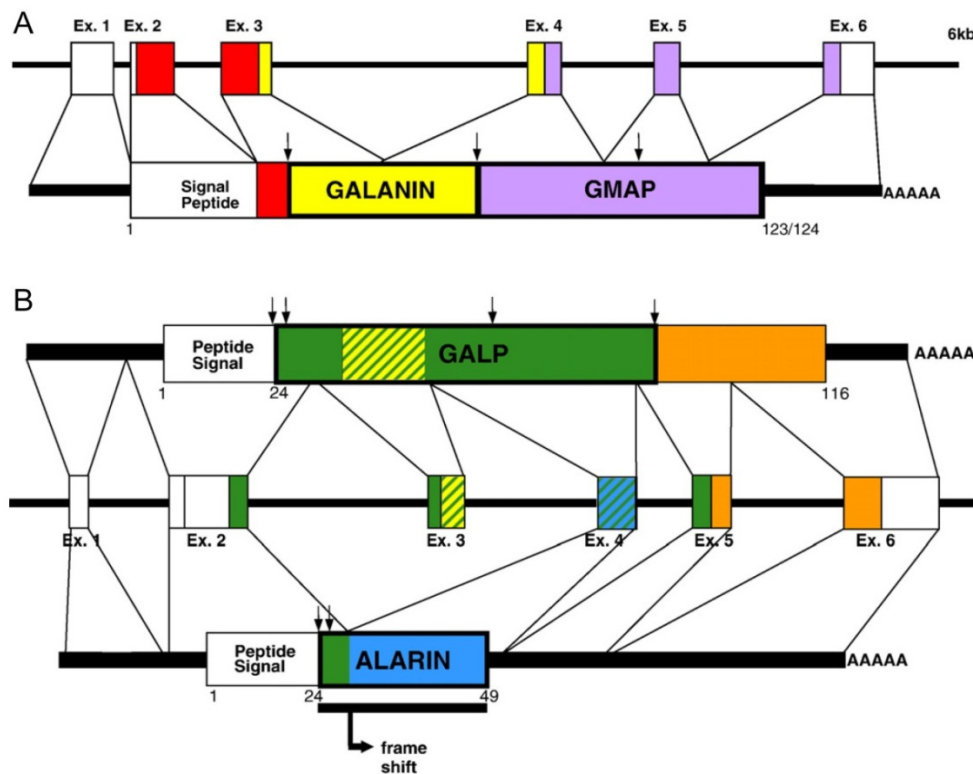 A
Ex. 1 Ex. 2 Ex. 3 Ex. 4 Ex. 5 Ex. 6
6kb
Signal
Peptide
GALANIN
GMAP
AAAAA
1
123/124
B
Peptide
Signal
GALP
AAAAA
1
24
116
Ex. 1 Ex. 2 Ex. 3 Ex. 4 Ex. 5 Ex. 6
Peptide
Signal
ALARIN
AAAAA
1
24
49
frame
shift